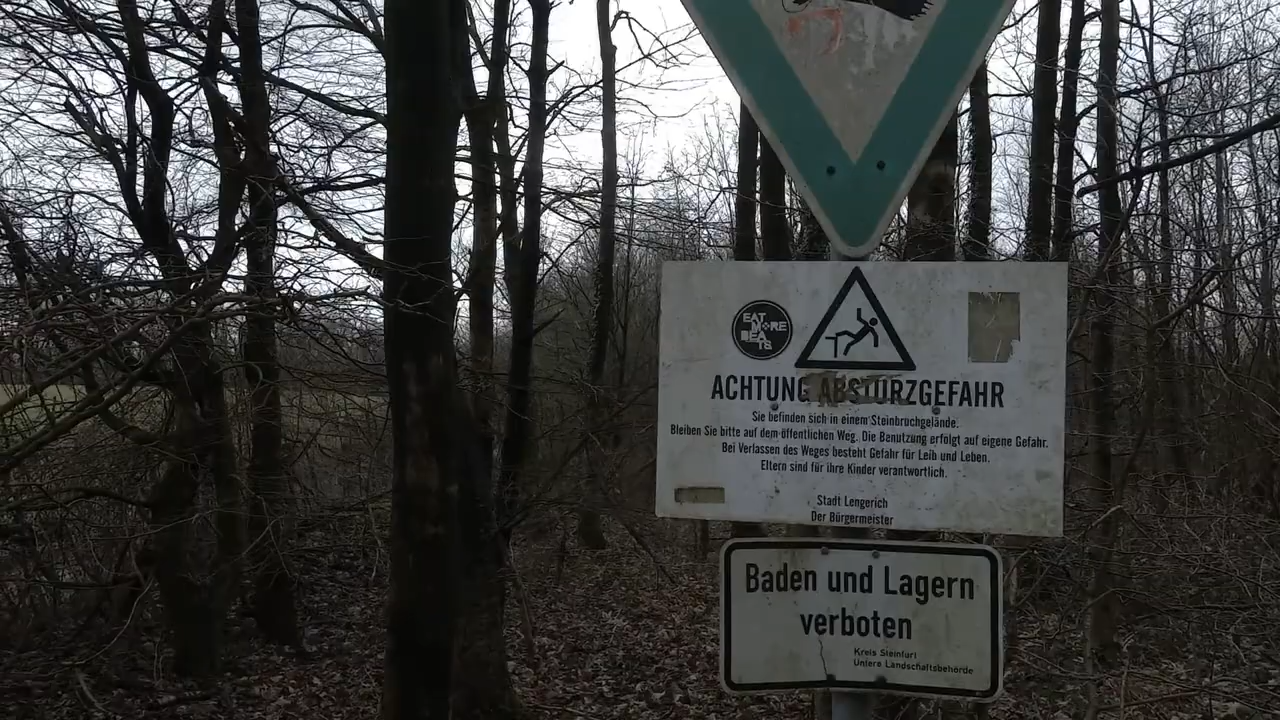 EAT
MORE
BEA
TS
ACHTUNG ABSTURZGEFAHR
Sie befinden sich in einem Steinbruchgelände.
Bleiben Sie bitte auf dem öffentlichen Weg. Die Benutzung erfolgt auf eigene Gefahr.
Bei Verlassen des Weges besteht Gefahr für Leib und Leben.
Eltern sind für ihre Kinder verantwortlich.
Stadt Lengerich
Der Bürgermeister
Baden und Lagern
verboten
Kreis Steinfurt
Untere Landschaftsbehörde